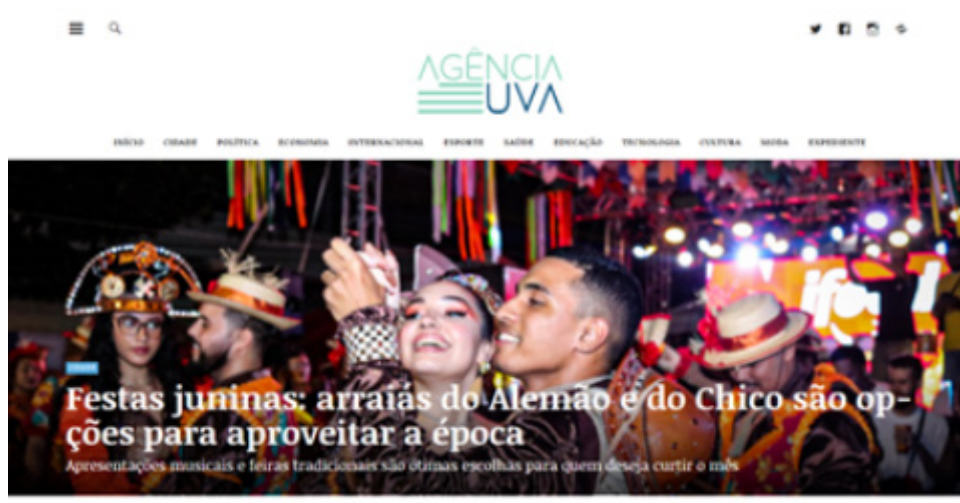 AGÊNCIA
UVA
INÍCIO CIDADE POLÍTICA ECONOMIA INTERNACIONAL ESPORTE SAÚDE EDUCAÇÃO TECNOLOGIA CULTURA MODA EXPEDIENTE
ifood
CIDADE
Festas juninas: arraiás do Alemão e do Chico são op-
ções para aproveitar a época
Apresentações musicais e feiras tradicionais são ótimas escolhas para quem deseja curtir o mês